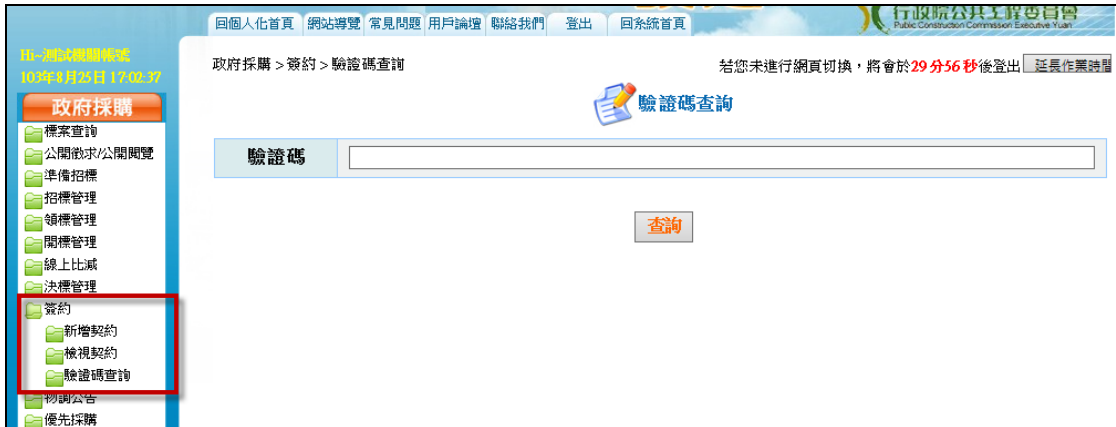 回個人化首頁 網站導覽 常見問題 用戶論壇 聯絡我們 登出 回系統首頁
行政院公共工程委員會
Public Construction Commission Executive Yuan
Hi~測試機關帳號
103年8月25日 17:02:37
政府採購 > 簽約 > 驗證碼查詢
若您未進行網頁切換,將會於29分56秒後登出 延長作業時間
政府採購
驗證碼查詢
標案查詢
公開徵求/公開閱覽
驗證碼
準備招標
招標管理
領標管理
查詢
開標管理
線上比減
決標管理
簽約
新增契約
檢視契約
驗證碼查詢
物調公告
優先採購